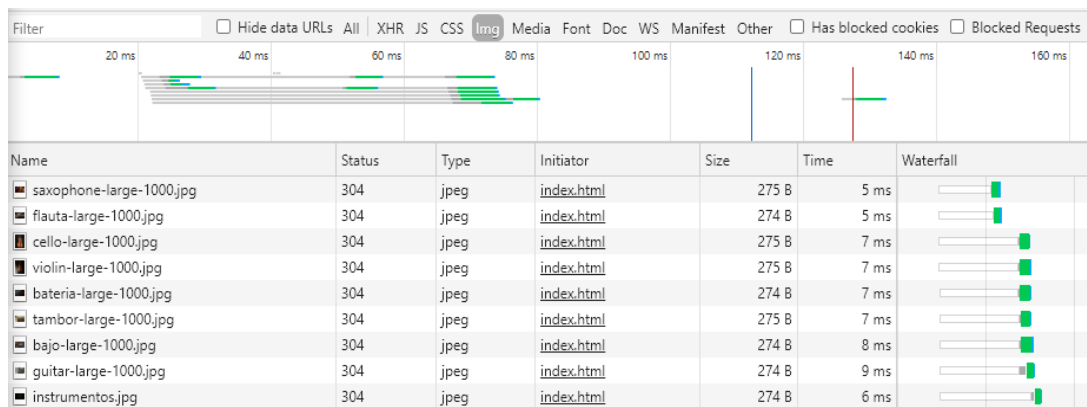 Filter Hide data URLs All XHR JS CSS Img Media Font Doc WS Manifest Other Has blocked cookies Blocked Requests
20 ms 40 ms 60 ms 80 ms 100 ms 120 ms 140 ms 160 ms
Name Status Type Initiator Size Time Waterfall
saxophone-large-1000.jpg 304 jpeg index.html 275 B 5 ms
flauta-large-1000.jpg 304 jpeg index.html 274 B 5 ms
cello-large-1000.jpg 304 jpeg index.html 275 B 7 ms
violin-large-1000.jpg 304 jpeg index.html 275 B 7 ms
bateria-large-1000.jpg 304 jpeg index.html 274 B 7 ms
tambor-large-1000.jpg 304 jpeg index.html 275 B 7 ms
bajo-large-1000.jpg 304 jpeg index.html 274 B 8 ms
guitar-large-1000.jpg 304 jpeg index.html 274 B 9 ms
instrumentos.jpg 304 jpeg index.html 274 B 6 ms